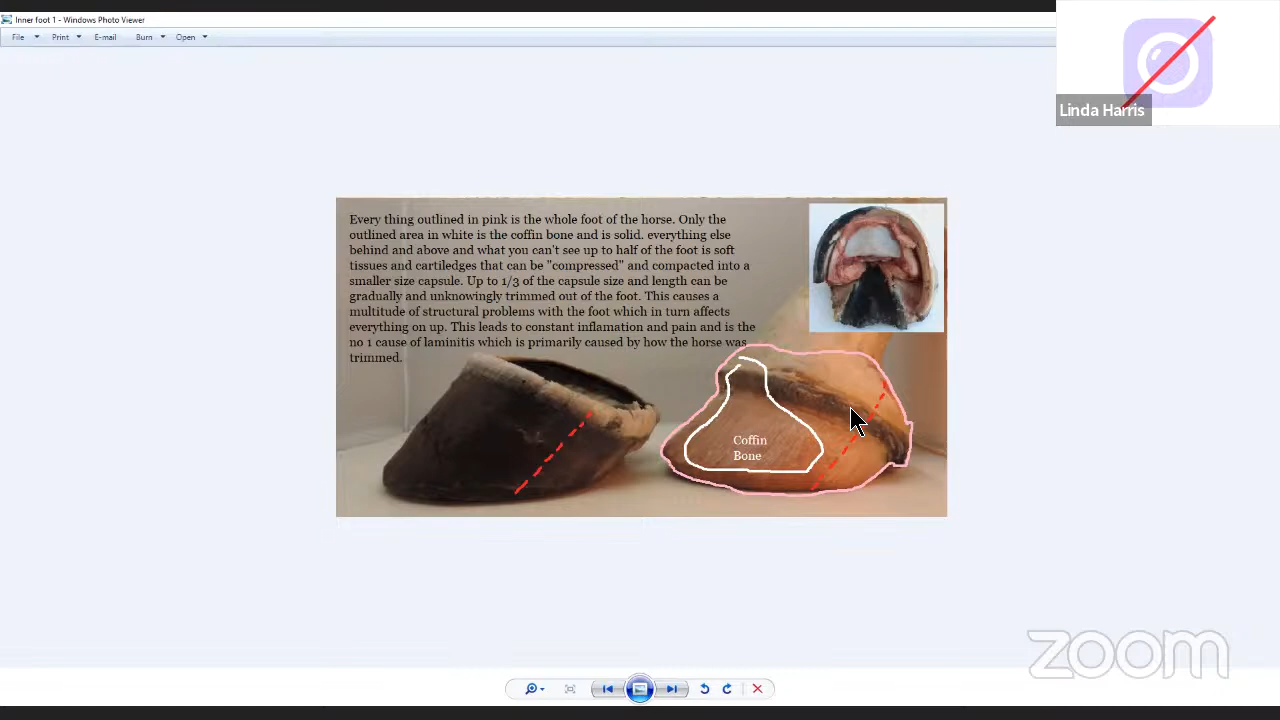 Inner foot 1 - Windows Photo Viewer
File Print E-mail Burn Open
Linda Harris
Every thing outlined in pink is the whole foot of the horse. Only the
outlined area in white is the coffin bone and is solid. everything else
behind and above and what you can't see up to half of the foot is soft
tissues and cartiledges that can be "compressed" and compacted into a
smaller size capsule. Up to 1/3 of the capsule size and length can be
gradually and unknowingly trimmed out of the foot. This causes a
multitude of structural problems with the foot which in turn affects
everything on up. This leads to constant inflamation and pain and is the
no 1 cause of laminitis which is primarily caused by how the horse was
trimmed.
Coffin
Bone
zoom